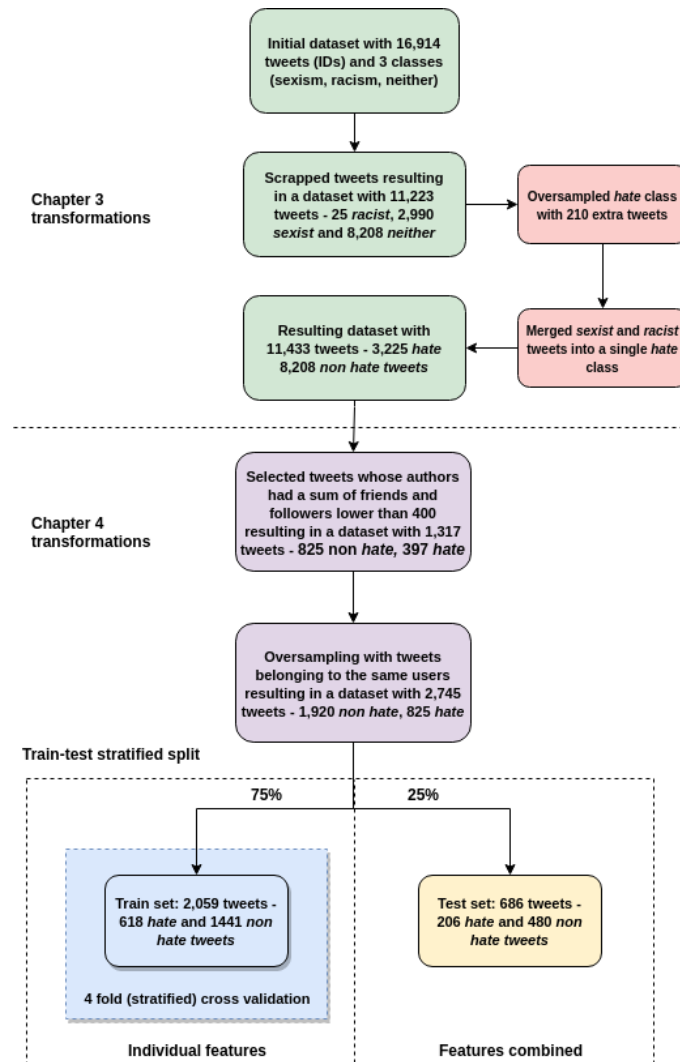 Initial dataset with 16,914
tweets (IDs) and 3 classes
(sexism, racism, neither)
Chapter 3
transformations
Scrapped tweets resulting
in a dataset with 11,223
tweets - 25 racist, 2,990
sexist and 8,208 neither
Oversampled hate class
with 210 extra tweets
Resulting dataset with
11,433 tweets - 3,225 hate
8,208 non hate tweets
Merged sexist and racist
tweets into a single hate
class
Chapter 4
transformations
Selected tweets whose authors
had a sum of friends and
followers lower than 400
resulting in a dataset with 1,317
tweets - 825 non hate, 397 hate
Oversampling with tweets
belonging to the same users
resulting in a dataset with 2,745
tweets - 1,920 non hate, 825 hate
Train-test stratified split
75%
25%
Train set: 2,059 tweets -
618 hate and 1441 non
hate tweets
4 fold (stratified) cross validation
Test set: 686 tweets -
206 hate and 480 non
hate tweets
Individual features
Features combined